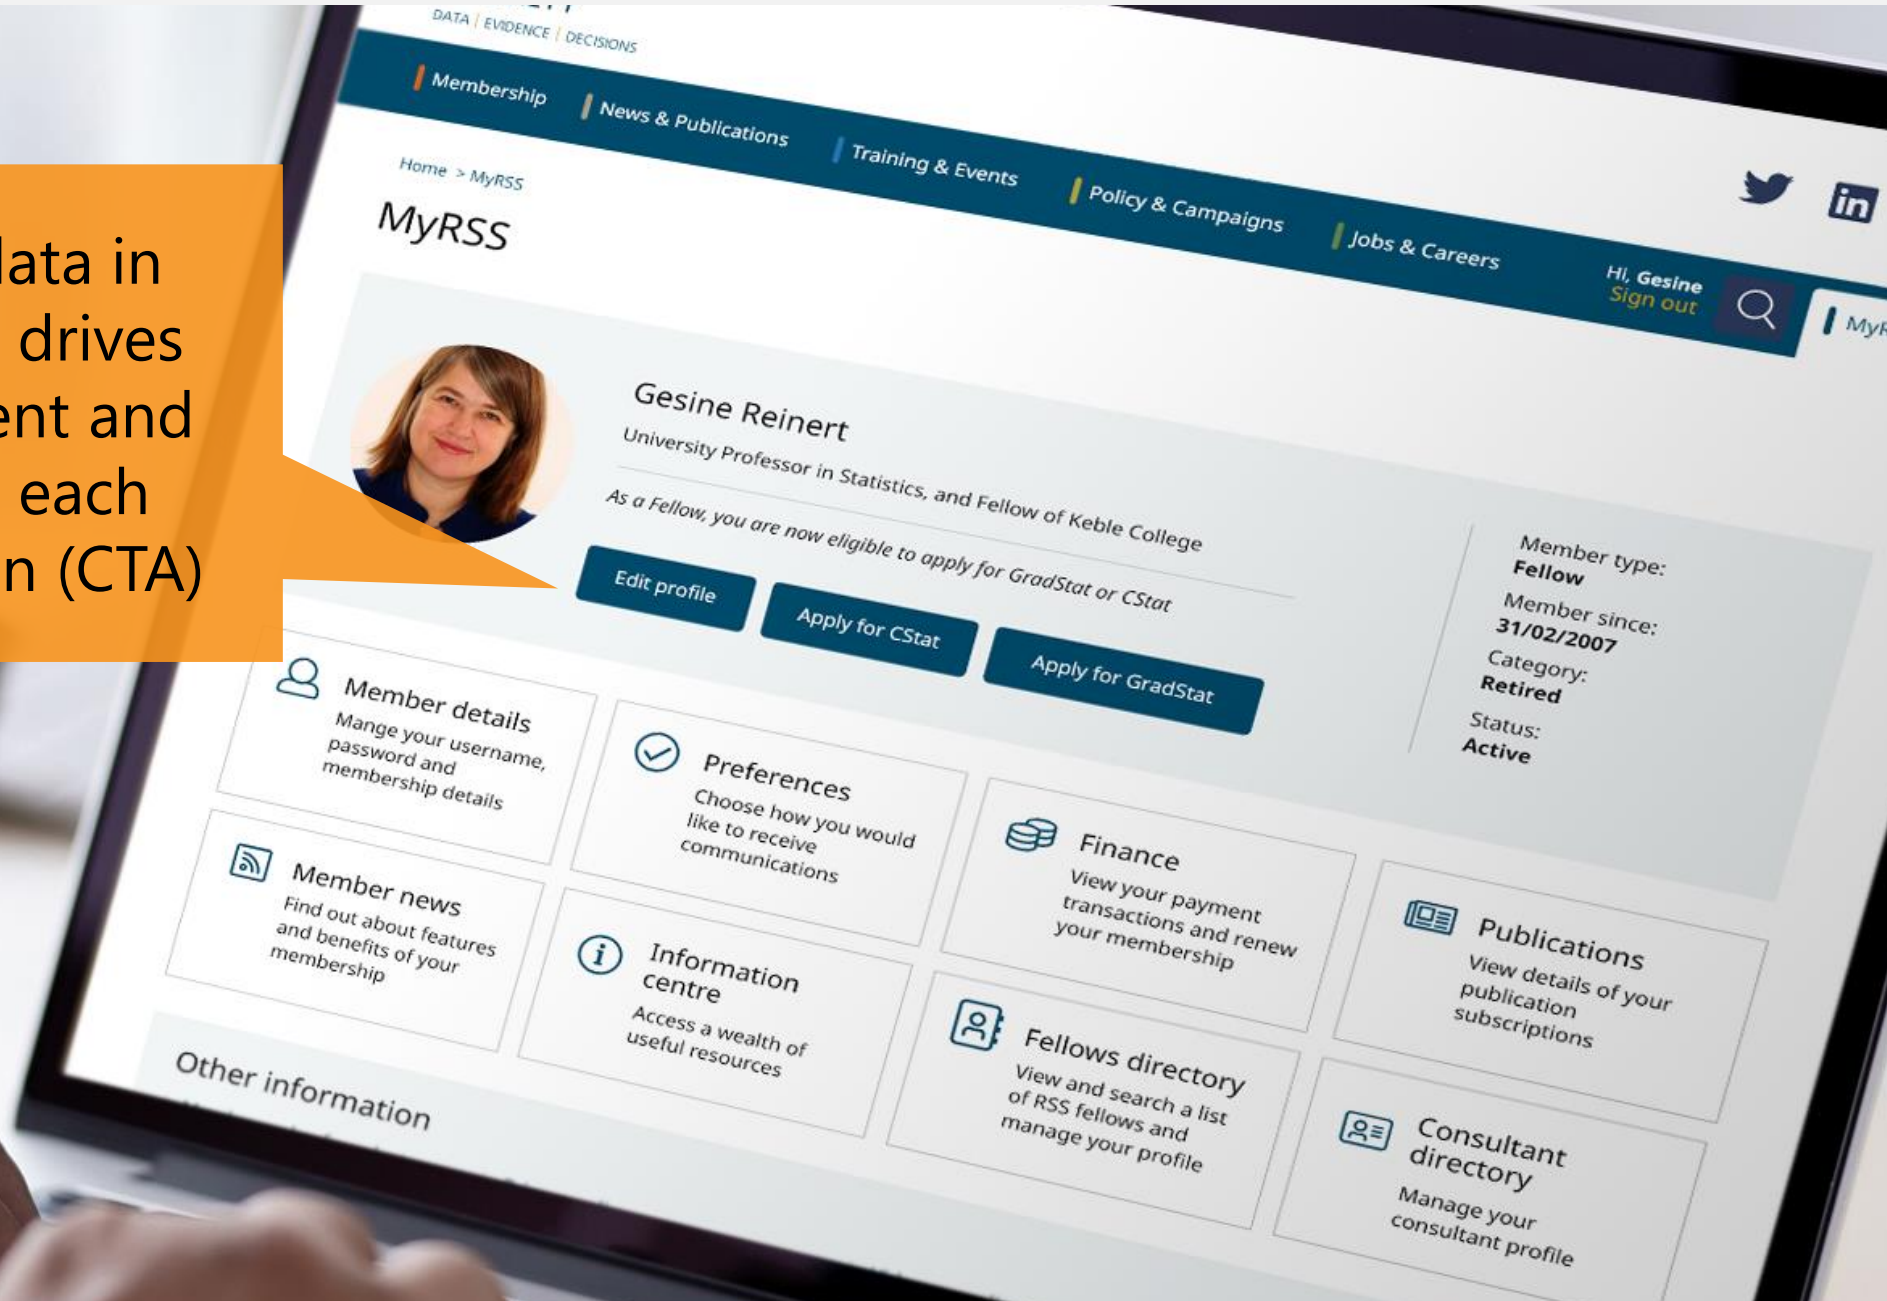 DATA | EVIDENCE | DECISIONS
Membership
News & Publications
Training & Events
Policy & Campaigns
Jobs & Careers
Hi, Gesine
Sign out
in
Home > MyRSS
MyRSS
in
drives
and
each
(CTA)
Gesine Reinert
University Professor in Statistics, and Fellow of Keble College
As a Fellow, you are now eligible to apply for GradStat or CStat
Edit profile
Apply for CStat
Apply for GradStat
Member type:
Fellow
Member since:
31/02/2007
Category:
Retired
Status:
Active
Member details
Mange your username,
password and
membership details
Preferences
Choose how you would
like to receive
communications
Finance
View your payment
transactions and renew
your membership
Publications
View details of your
publication
subscriptions
Member news
Find out about features
and benefits of your
membership
Information
centre
Access a wealth of
useful resources
Fellows directory
View and search a list
of RSS fellows and
manage your profile
Consultant
directory
Manage your
consultant profile
Other information